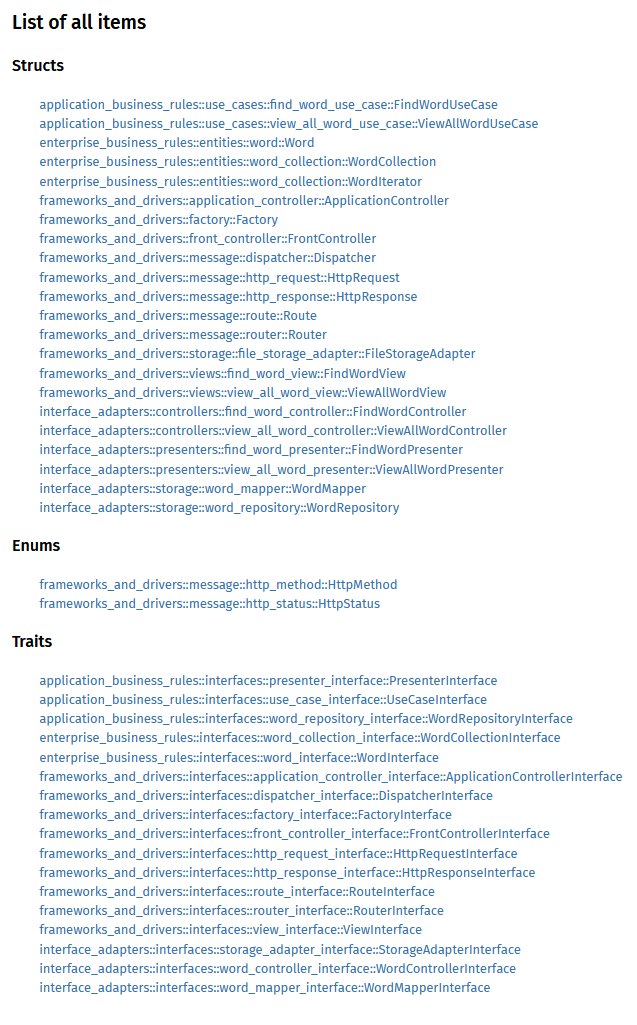 List of all items
Structs
application_business_rules::use_cases::find_word_use_case::FindWordUseCase
application_business_rules::use_cases::view_all_word_use_case::ViewAllWordUseCase
enterprise_business_rules::entities::word::Word
enterprise_business_rules::entities::word_collection::WordCollection
enterprise_business_rules::entities::word_collection::WordIterator
frameworks_and_drivers::application_controller::ApplicationController
frameworks_and_drivers::factory::Factory
frameworks_and_drivers::front_controller::FrontController
frameworks_and_drivers::message::dispatcher::Dispatcher
frameworks_and_drivers::message::http_request::HttpRequest
frameworks_and_drivers::message::http_response::HttpResponse
frameworks_and_drivers::message::route::Route
frameworks_and_drivers::message::router::Router
frameworks_and_drivers::storage::file_storage_adapter::FileStorageAdapter
frameworks_and_drivers::views::find_word_view::FindWordView
frameworks_and_drivers::views::view_all_word_view::ViewAllWordView
interface_adapters::controllers::find_word_controller::FindWordController
interface_adapters::controllers::view_all_word_controller::ViewAllWordController
interface_adapters::presenters::find_word_presenter::FindWordPresenter
interface_adapters::presenters::view_all_word_presenter::ViewAllWordPresenter
interface_adapters::storage::word_mapper::WordMapper
interface_adapters::storage::word_repository::WordRepository
Enums
frameworks_and_drivers::message::http_method::HttpMethod
frameworks_and_drivers::message::http_status::HttpStatus
Traits
application_business_rules::interfaces::presenter_interface::PresenterInterface
application_business_rules::interfaces::use_case_interface::UseCaseInterface
application_business_rules::interfaces::word_repository_interface::WordRepositoryInterface
enterprise_business_rules::interfaces::word_collection_interface::WordCollectionInterface
enterprise_business_rules::interfaces::word_interface::WordInterface
frameworks_and_drivers::interfaces::application_controller_interface::ApplicationControllerInterface
frameworks_and_drivers::interfaces::dispatcher_interface::DispatcherInterface
frameworks_and_drivers::interfaces::factory_interface::FactoryInterface
frameworks_and_drivers::interfaces::front_controller_interface::FrontControllerInterface
frameworks_and_drivers::interfaces::http_request_interface::HttpRequestInterface
frameworks_and_drivers::interfaces::http_response_interface::HttpResponseInterface
frameworks_and_drivers::interfaces::route_interface::RouteInterface
frameworks_and_drivers::interfaces::router_interface::RouterInterface
frameworks_and_drivers::interfaces::view_interface::ViewInterface
interface_adapters::interfaces::storage_adapter_interface::StorageAdapterInterface
interface_adapters::interfaces::word_controller_interface::WordControllerInterface
interface_adapters::interfaces::word_mapper_interface::WordMapperInterface